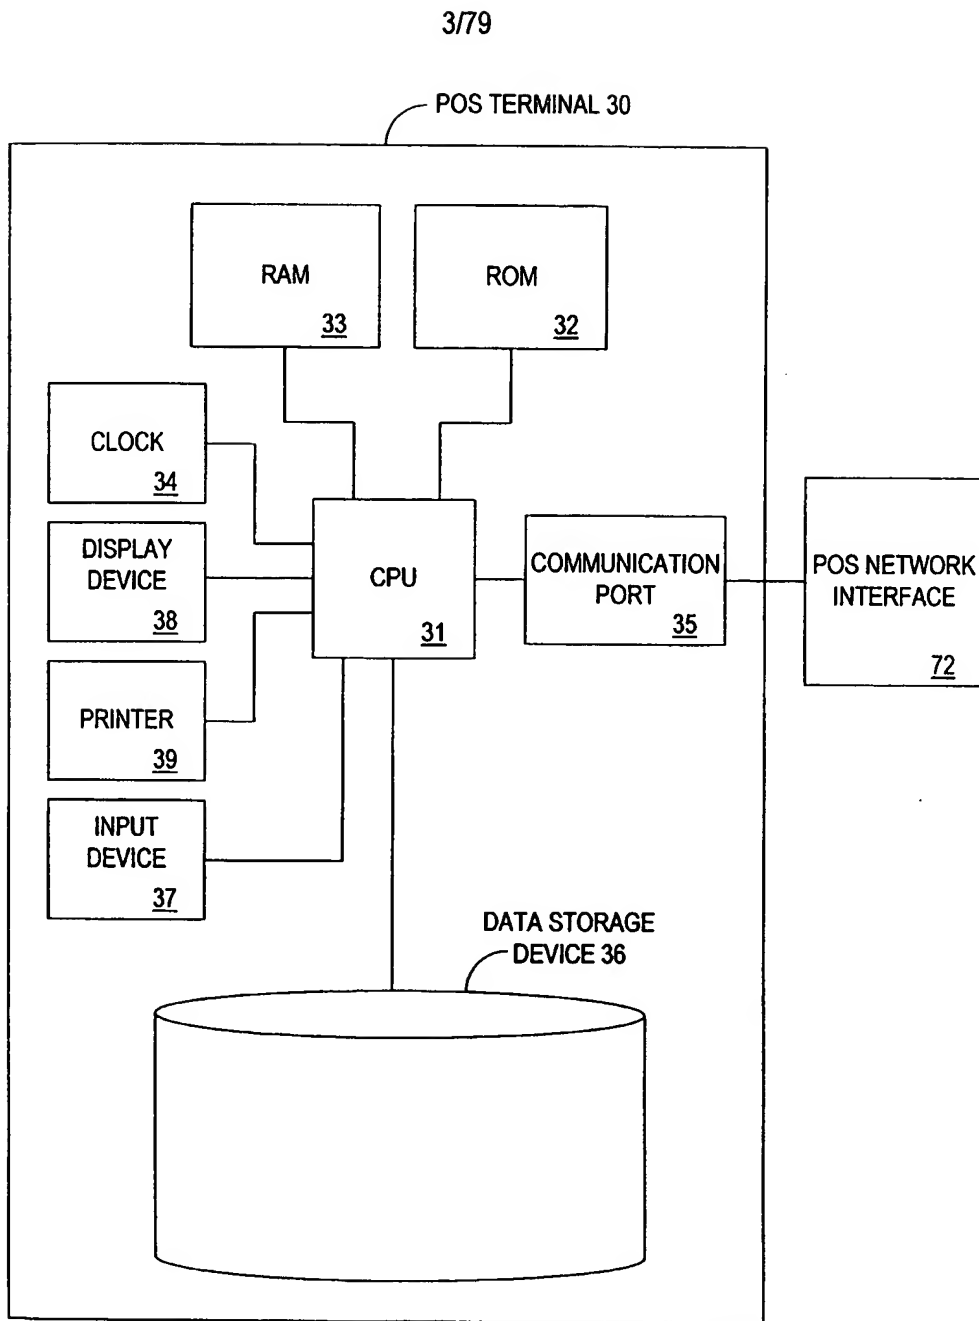 3/79
POS TERMINAL 30
RAM
33
ROM
32
CLOCK
34
DISPLAY
DEVICE
38
CPU
31
COMMUNICATION
PORT
35
POS NETWORK
INTERFACE
72
PRINTER
39
INPUT
DEVICE
37
DATA STORAGE
DEVICE 36